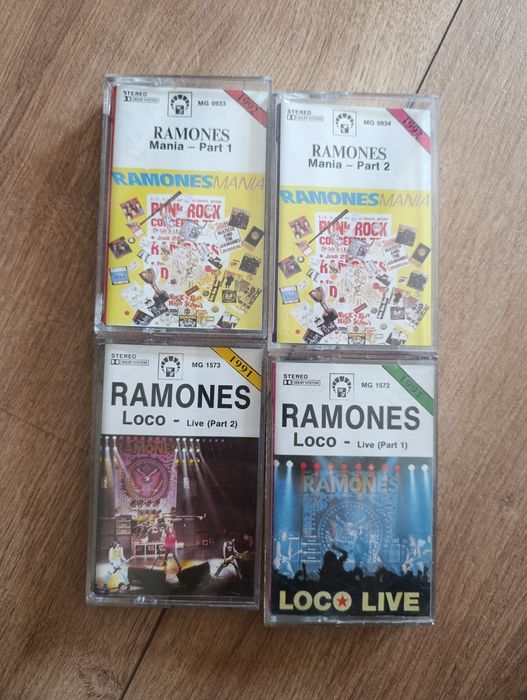 STEREO
DOLBY SYSTEM
MG 0933
1992
RAMONES
Mania – Part 1
RAMONESMANIA
PUNK ROCK
STEREO
DOLBY SYSTEM
MG 0934
1992
RAMONES
Mania – Part 2
RAMONESMANIA
PUNK ROCK
STEREO
DOLBY SYSTEM
MG 1573
1991
RAMONES
Loco - Live (Part 2)
STEREO
DOLBY SYSTEM
MG 1572
1991
RAMONES
Loco - Live (Part 1)
RAMONES
LOCO LIVE